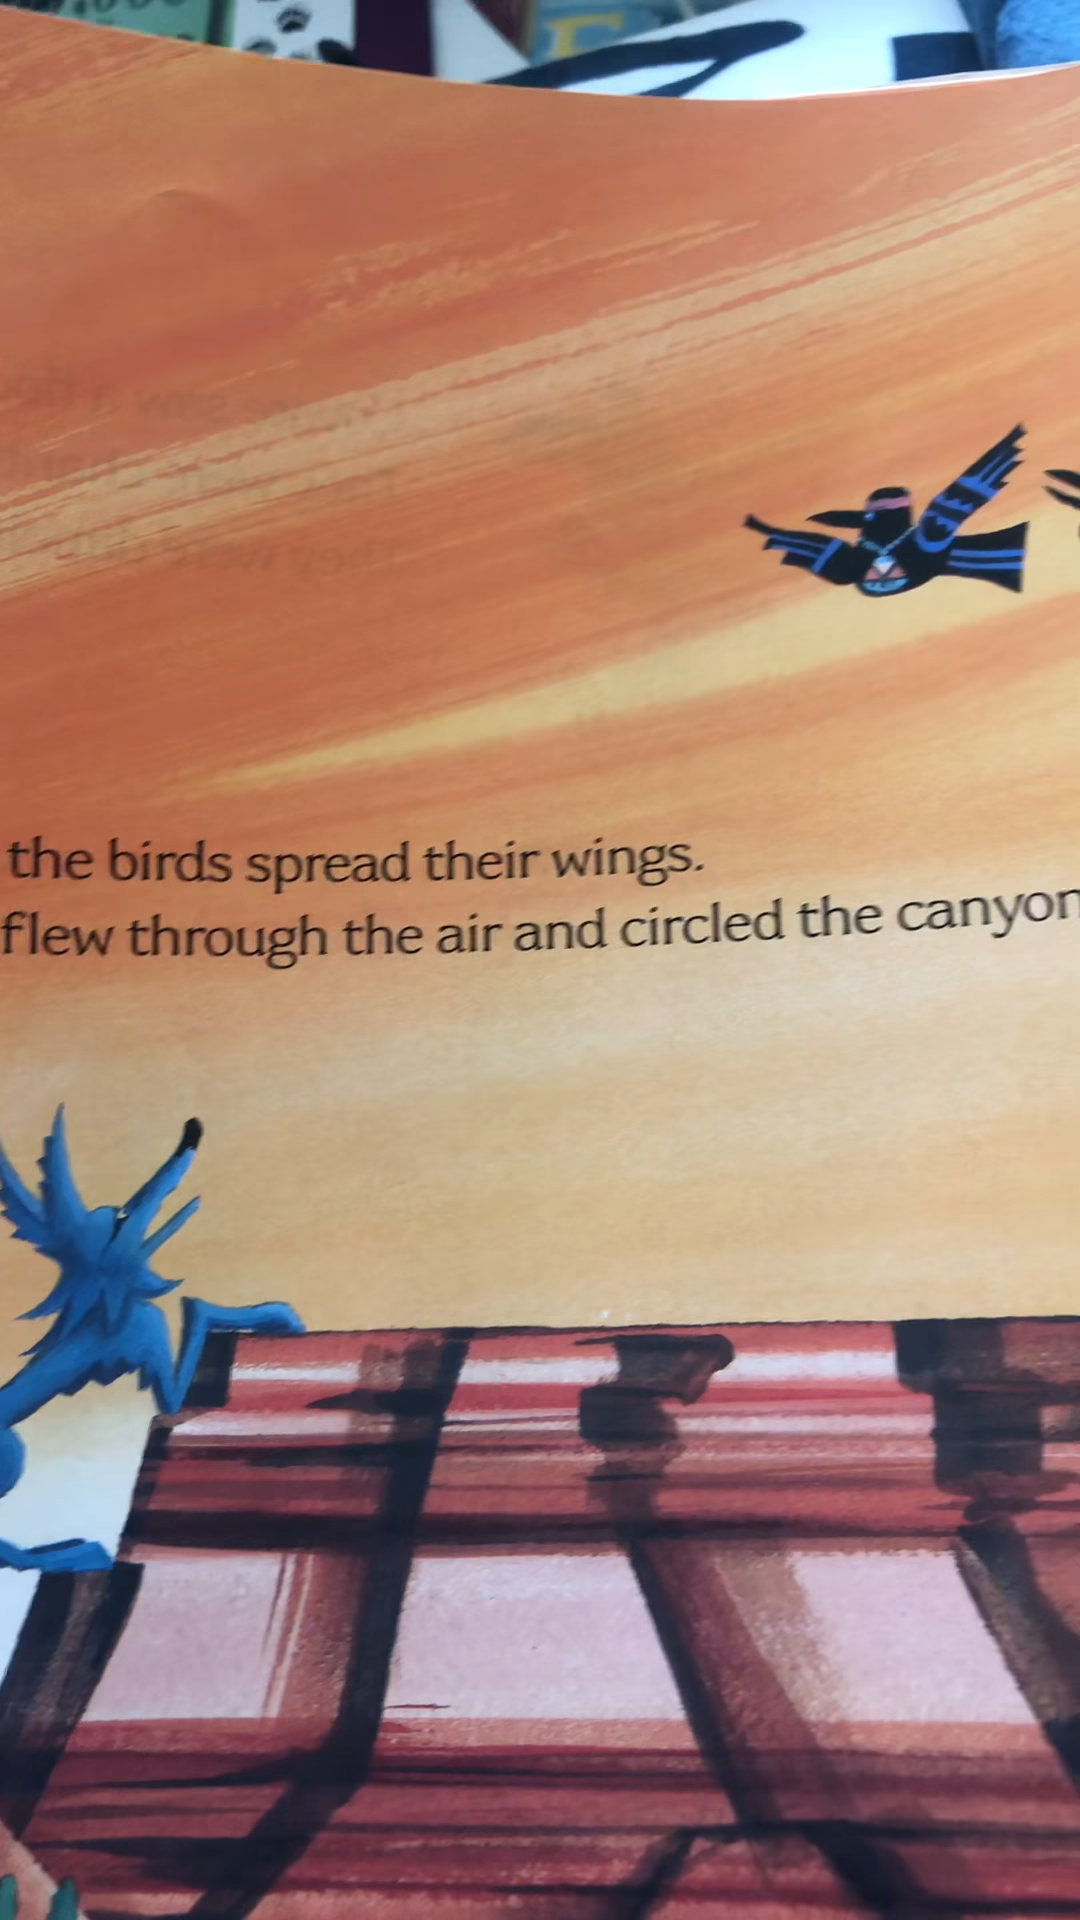 the birds spread their wings.
flew through the air and circled the canyon